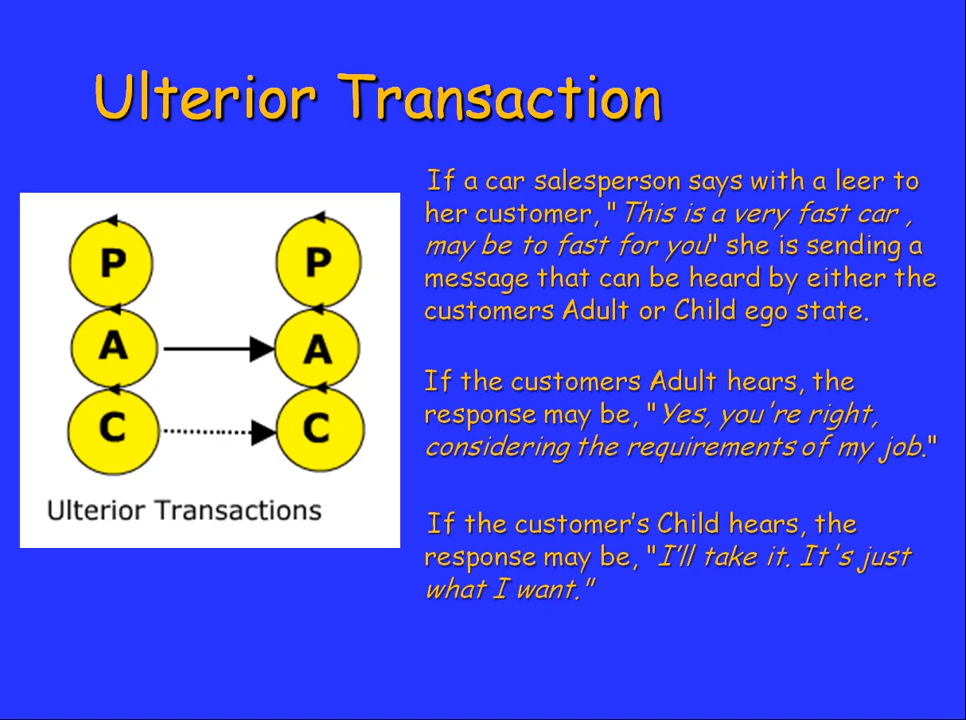 Ulterior Transaction
If a car salesperson says with a leer to
her customer, "This is a very fast car ,
may be to fast for you" she is sending a
message that can be heard by either the
customers Adult or Child ego state.
If the customers Adult hears, the
response may be, "Yes, you're right,
considering the requirements of my job."
If the customer’s Child hears, the
response may be, "I’ll take it. It's just
what I want."
P P
A A
C C
Ulterior Transactions